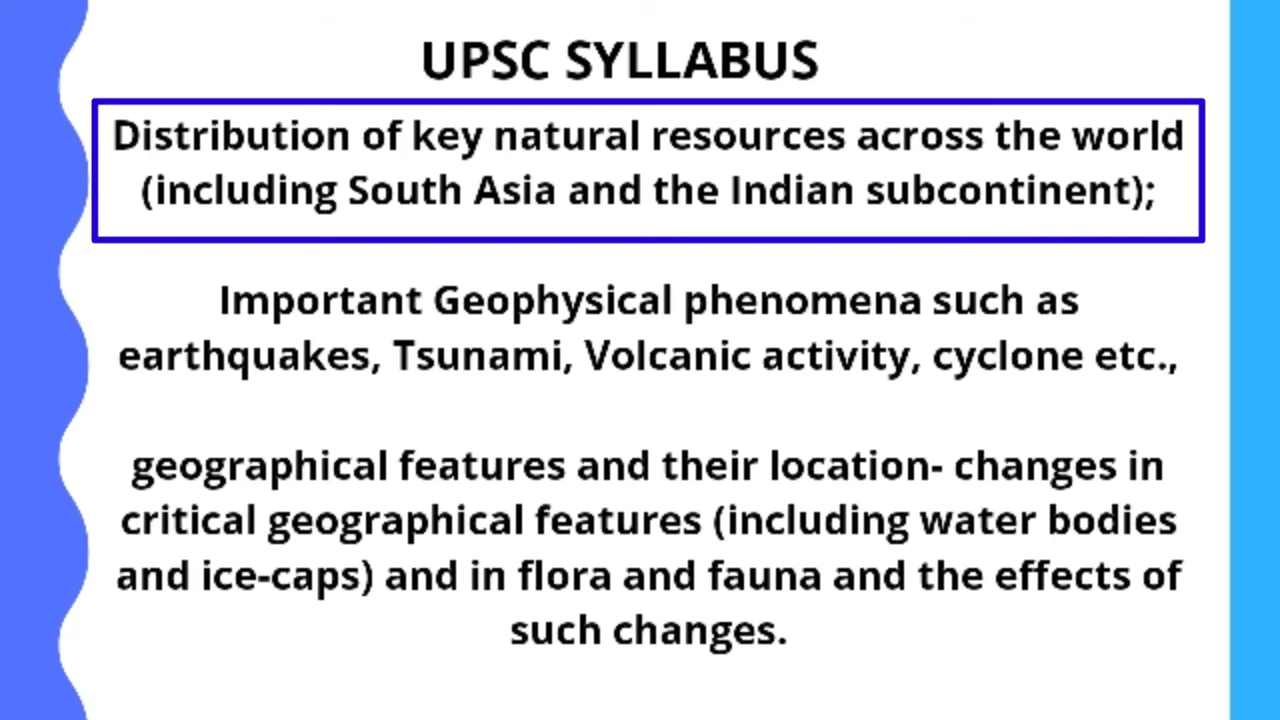 UPSC SYLLABUS
Distribution of key natural resources across the world
(including South Asia and the Indian subcontinent);
Important Geophysical phenomena such as
earthquakes, Tsunami, Volcanic activity, cyclone etc.,
geographical features and their location- changes in
critical geographical features (including water bodies
and ice-caps) and in flora and fauna and the effects of
such changes.